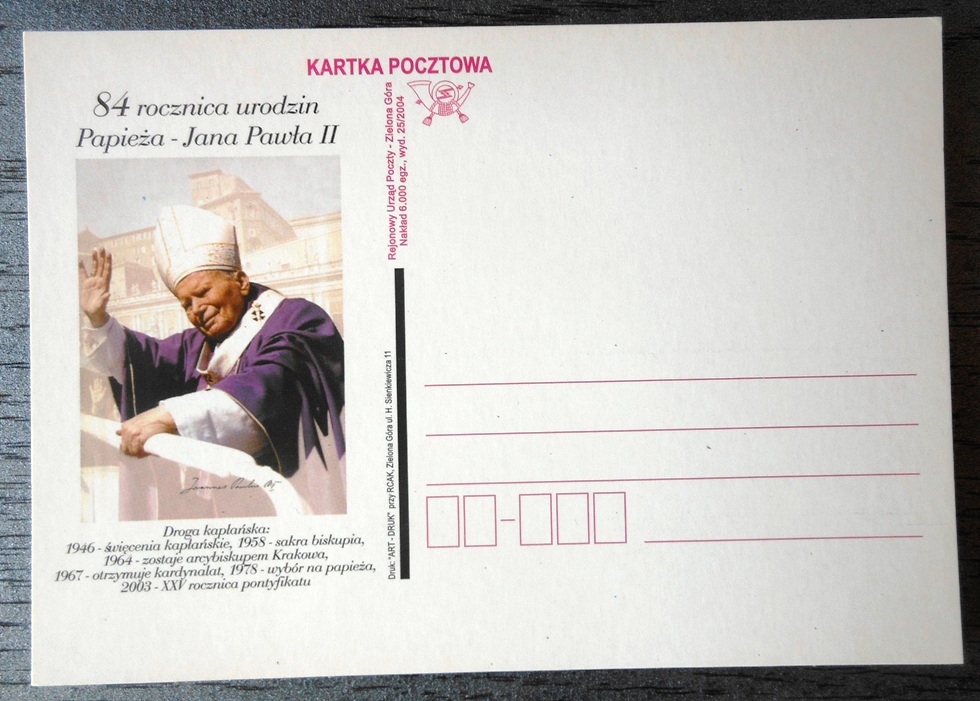 KARTKA POCZTOWA
84 rocznica urodzin
Papieża - Jana Pawła II
Rejonowy Urząd Poczty - Zielona Góra
Nakład 6.000 egz., wyd. 25/2004
Druk: "ART - DRUK" przy RCAK, Zielona Góra ul. H. Sienkiewicza 11
Droga kapłańska:
1946 - święcenia kapłańskie, 1958 - sakra biskupia,
1964 - zostaje arcybiskupem Krakowa,
1967 - otrzymuje kardynalat, 1978 - wybór na papieża,
2003 - XXV rocznica pontyfikatu